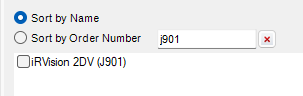 Sort by Name
Sort by Order Number j901
iRVision 2DV (J901)